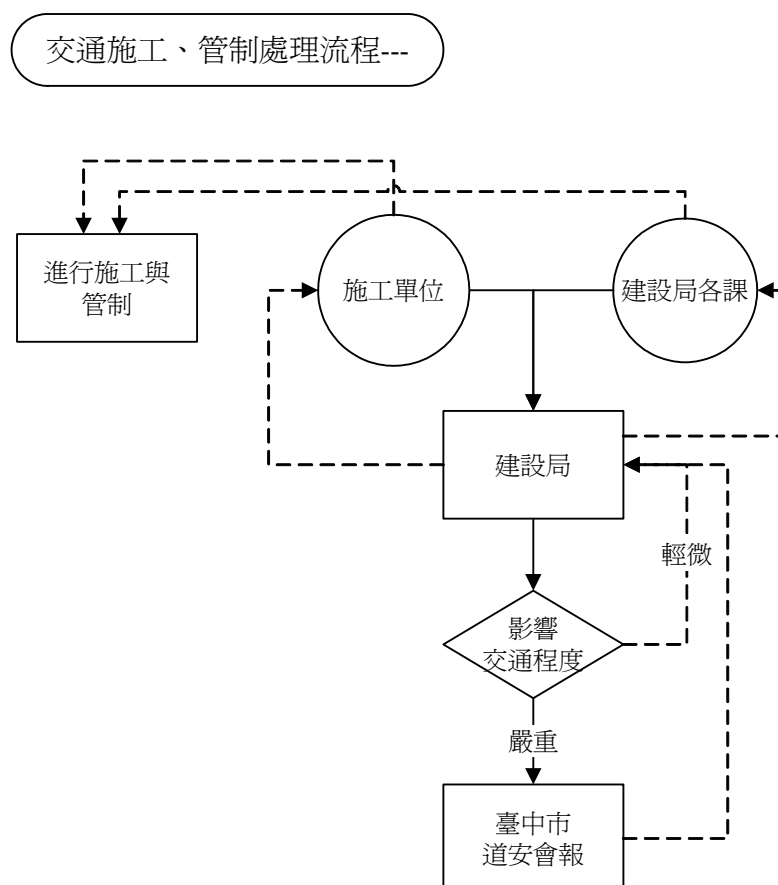 交通施工、管制處理流程---
進行施工與
管制
施工單位
建設局各課
建設局
輕微
影響
交通程度
嚴重
臺中市
道安會報